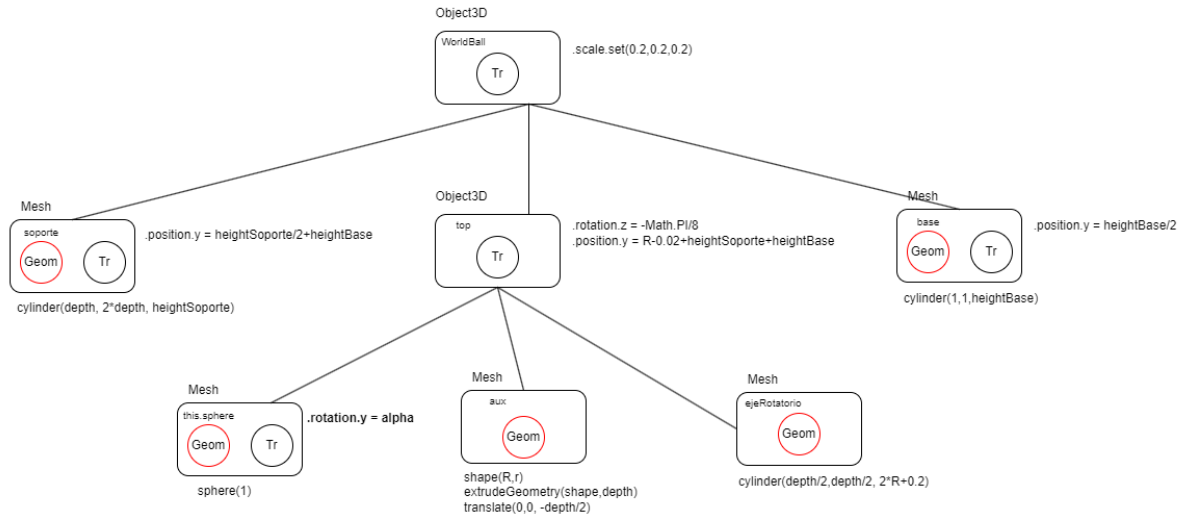 Object3D
WorldBall
Tr
.scale.set(0.2,0.2,0.2)
Mesh
soporte
Geom
Tr
.position.y = heightSoporte/2+heightBase
cylinder(depth, 2*depth, heightSoporte)
Object3D
top
Tr
.rotation.z = -Math.PI/8
.position.y = R-0.02+heightSoporte+heightBase
Mesh
base
Geom
Tr
.position.y = heightBase/2
cylinder(1,1,heightBase)
Mesh
this.sphere
Geom
Tr
.rotation.y = alpha
sphere(1)
Mesh
aux
Geom
shape(R,r)
extrudeGeometry(shape,depth)
translate(0,0, -depth/2)
Mesh
ejeRotatorio
Geom
cylinder(depth/2,depth/2, 2*R+0.2)